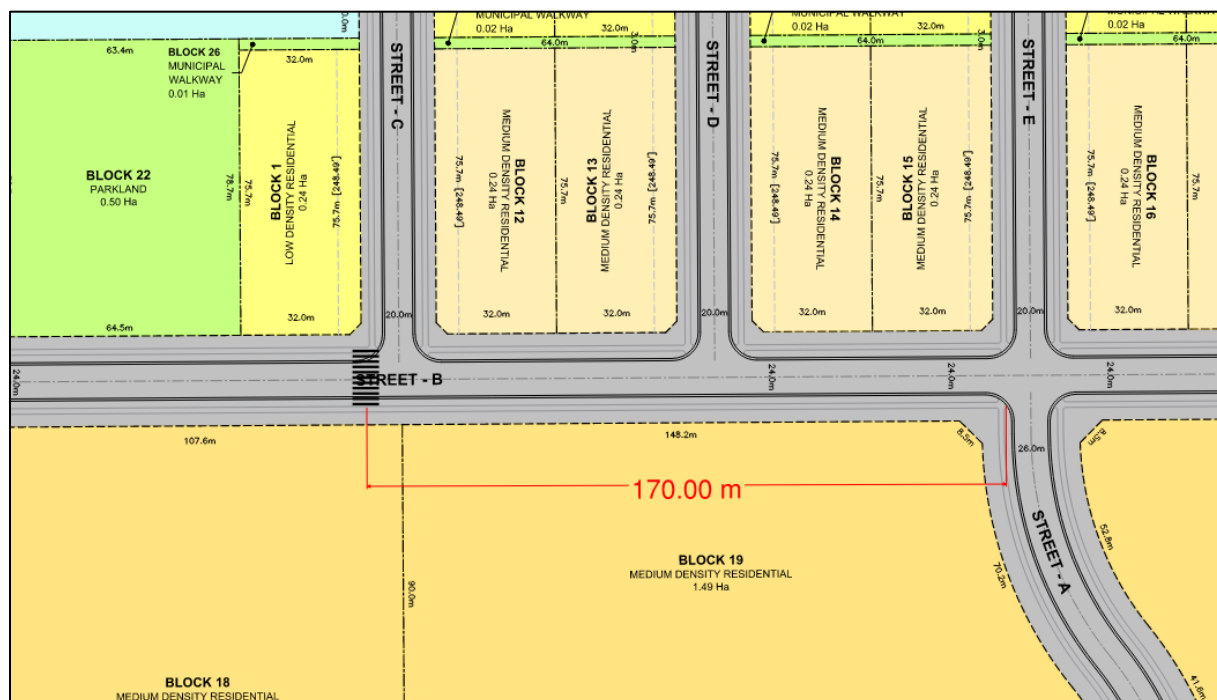 MUNICIPAL WALKWAY
0.02 Ha
32.0m
3.0m
64.0m
MUNICIPAL WALKWAY
0.02 Ha
32.0m
3.0m
64.0m
64.0m
63.4m
BLOCK 26
MUNICIPAL
WALKWAY
0.01 Ha
32.0m
STREET - C
STREET - D
STREET - E
BLOCK 22
PARKLAND
0.50 Ha
78.7m
75.7m
BLOCK 1
LOW DENSITY RESIDENTIAL
0.24 Ha
75.7m [248.49']
75.7m [248.49']
BLOCK 12
MEDIUM DENSITY RESIDENTIAL
0.24 Ha
75.7m
BLOCK 13
MEDIUM DENSITY RESIDENTIAL
0.24 Ha
75.7m [248.49']
75.7m [248.49']
BLOCK 14
MEDIUM DENSITY RESIDENTIAL
0.24 Ha
75.7m
BLOCK 15
MEDIUM DENSITY RESIDENTIAL
0.24 Ha
75.7m [248.49']
75.7m [248.49']
BLOCK 16
MEDIUM DENSITY RESIDENTIAL
0.24 Ha
75.7m
64.5m
32.0m
20.0m
32.0m
32.0m
20.0m
32.0m
32.0m
20.0m
32.0m
24.0m
STREET - B
24.0m
24.0m
24.0m
107.6m
148.2m
8.5m
26.0m
8.5m
170.00 m
STREET - A
52.8m
70.2m
90.0m
BLOCK 19
MEDIUM DENSITY RESIDENTIAL
1.49 Ha
41.6m
BLOCK 18
MEDIUM DENSITY RESIDENTIAL